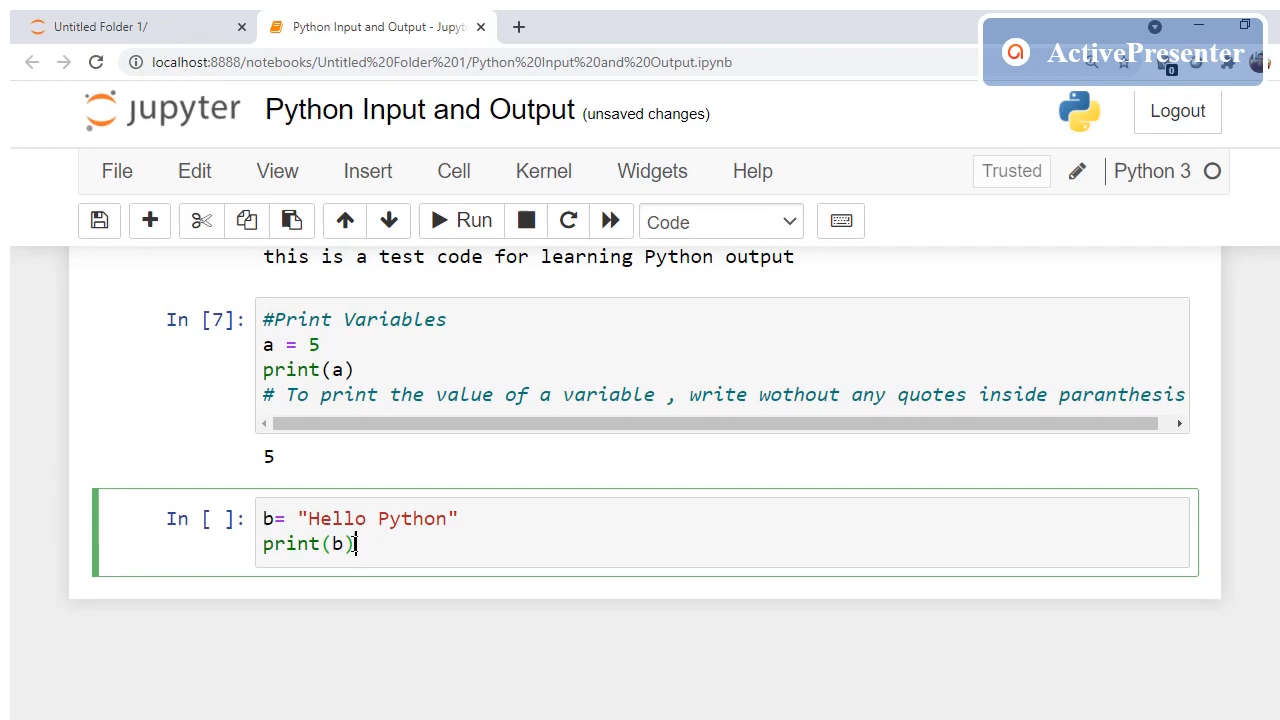 Untitled Folder 1/
Python Input and Output - Jupyte
ActivePresenter
localhost:8888/notebooks/Untitled%20Folder%201/Python%20Input%20and%20Output.ipynb
0
jupyter Python Input and Output (unsaved changes)
Logout
File Edit View Insert Cell Kernel Widgets Help
Trusted
Python 3
Run
Code
this is a test code for learning Python output
In [7]: #Print Variables
a = 5
print(a)
# To print the value of a variable , write wothout any quotes inside paranthesis
5
In [ ]: b= "Hello Python"
print(b)